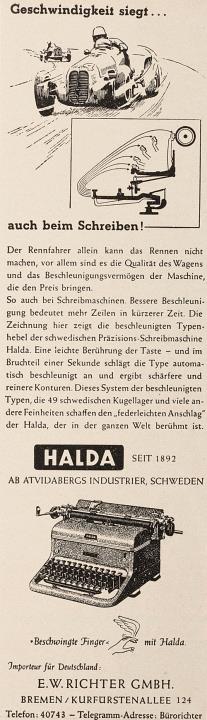 Geschwindigkeit siegt...
auch beim Schreiben!
Der Rennfahrer allein kann das Rennen nicht
machen, vor allem sind es die Qualität des Wagens
und das Beschleunigungsvermögen der Maschine,
die den Preis bringen.
So auch bei Schreibmaschinen. Bessere Beschleuni-
gung bedeutet mehr Zeilen in kürzerer Zeit. Die
Zeichnung hier zeigt die beschleunigten Typen-
hebel der schwedischen Präzisions-Schreibmaschine
Halda. Eine leichte Berührung der Taste – und im
Bruchteil einer Sekunde schlägt die Type automa-
tisch beschleunigt an und ergibt schärfere und
reinere Konturen. Dieses System der beschleunigten
Typen, die 49 schwedischen Kugellager und viele an-
dere Feinheiten schaffen den „federleichten Anschlag"
der Halda, der in der ganzen Welt berühmt ist.
HALDA SEIT 1892
AB ATVIDABERGS INDUSTRIER, SCHWEDEN
»Beschwingte Finger« mit Halda.
Importeur für Deutschland:
E.W. RICHTER GMBH.
BREMEN / KURFÜRSTENALLEE 124
Telefon: 40743 – Telegramm-Adresse: Bürorichter